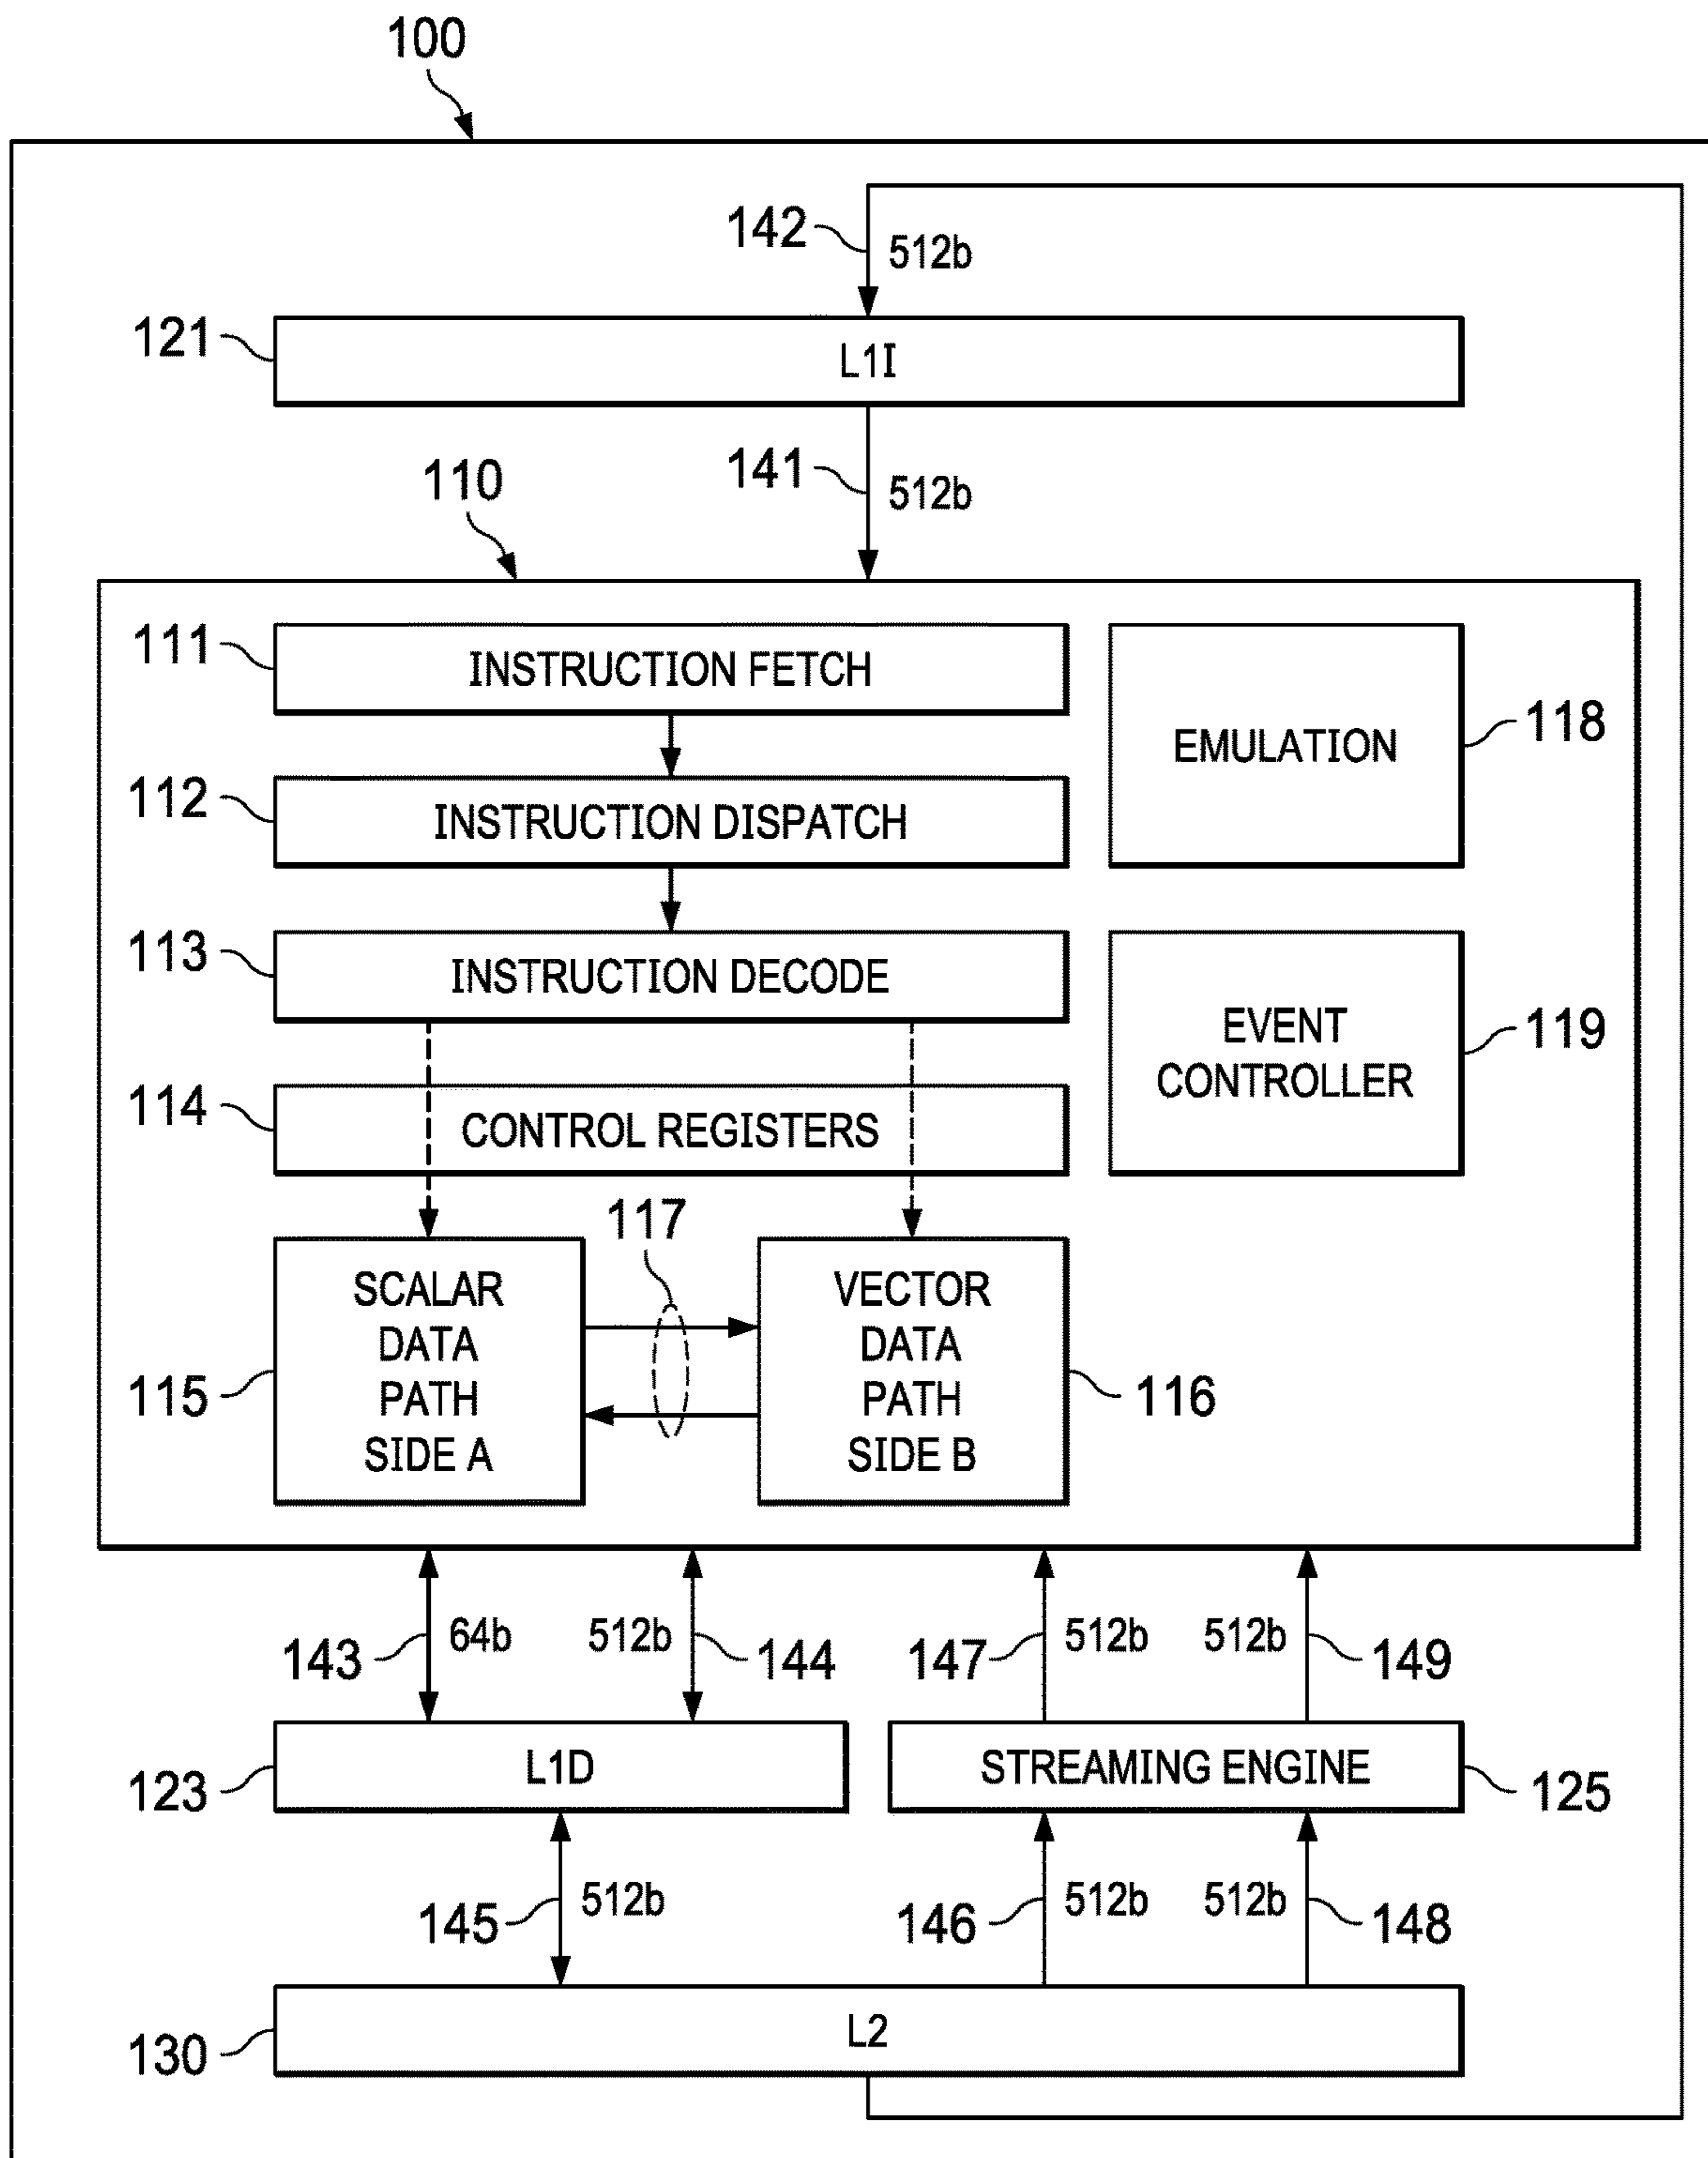 100
142
512b
121
L1I
141
512b
110
111
INSTRUCTION FETCH
EMULATION
118
112
INSTRUCTION DISPATCH
113
INSTRUCTION DECODE
EVENT
CONTROLLER
119
114
CONTROL REGISTERS
117
SCALAR
DATA
PATH
SIDE A
115
VECTOR
DATA
PATH
SIDE B
116
143
64b
512b
144
147
512b
512b
149
123
L1D
STREAMING ENGINE
125
145
512b
146
512b
512b
148
130
L2